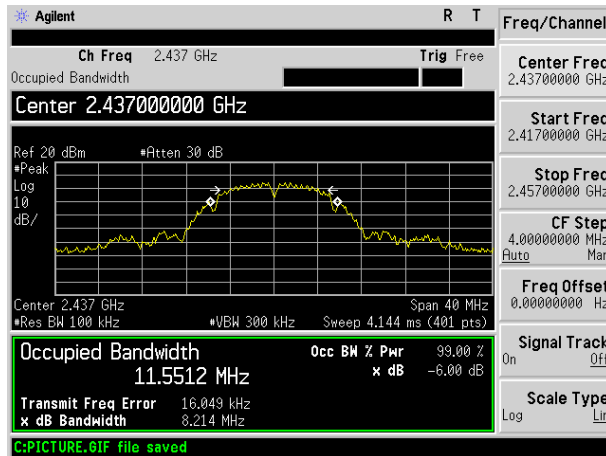 Agilent R T
Freq/Channel
Ch Freq 2.437 GHz Trig Free
Occupied Bandwidth
Center 2.437000000 GHz
Ref 20 dBm #Atten 30 dB
#Peak
Log
10
dB/
Center 2.437 GHz Span 40 MHz
#Res BW 100 kHz #VBW 300 kHz Sweep 4.144 ms (401 pts)
Occupied Bandwidth Occ BW % Pwr 99.00 %
11.5512 MHz x dB -6.00 dB
Transmit Freq Error 16.049 kHz
x dB Bandwidth 8.214 MHz
C:PICTURE.GIF file saved
Center Freq
2.43700000 GHz
Start Freq
2.41700000 GHz
Stop Freq
2.45700000 GHz
CF Step
4.00000000 MHz
Auto Man
Freq Offset
0.00000000 Hz
Signal Track
On Off
Scale Type
Log Lin